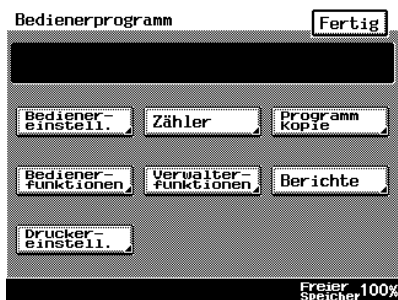 Bedienerprogramm
Fertig
Bediener-
einstell.
Zähler
Programm
Kopie
Bediener-
funktionen
Verwalter-
funktionen
Berichte
Drucker-
einstell.
Freier
Speicher 100%